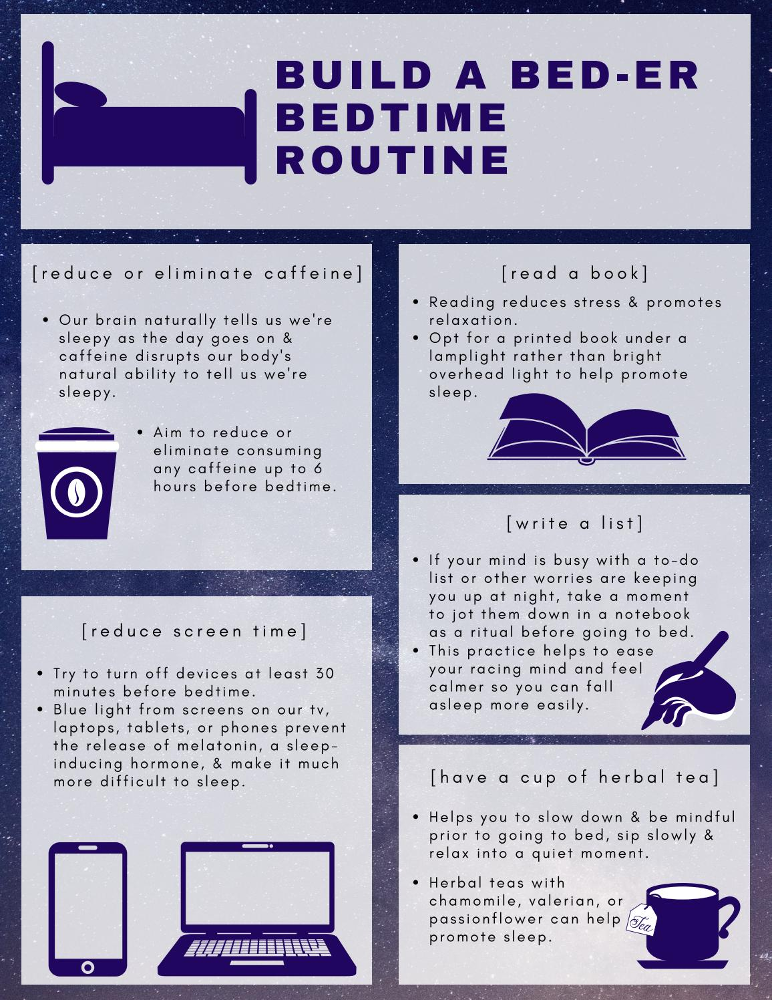 BUILD A BED-ER
BEDTIME
ROUTINE
[reduce or eliminate caffeine]
• Our brain naturally tells us we're
sleepy as the day goes on &
caffeine disrupts our body's
natural ability to tell us we're
sleepy.
• Aim to reduce or
eliminate consuming
any caffeine up to 6
hours before bedtime.
[reduce screen time]
• Try to turn off devices at least 30
minutes before bedtime.
• Blue light from screens on our tv,
laptops, tablets, or phones prevent
the release of melatonin, a sleep-
inducing hormone, & make it much
more difficult to sleep.
[read a book]
• Reading reduces stress & promotes
relaxation.
• Opt for a printed book under a
lamplight rather than bright
overhead light to help promote
sleep.
[write a list]
• If your mind is busy with a to-do
list or other worries are keeping
you up at night, take a moment
to jot them down in a notebook
as a ritual before going to bed.
• This practice helps to ease
your racing mind and feel
calmer so you can fall
asleep more easily.
[have a cup of herbal tea]
• Helps you to slow down & be mindful
prior to going to bed, sip slowly &
relax into a quiet moment.
• Herbal teas with
chamomile, valerian, or
passionflower can help
promote sleep.
Tea